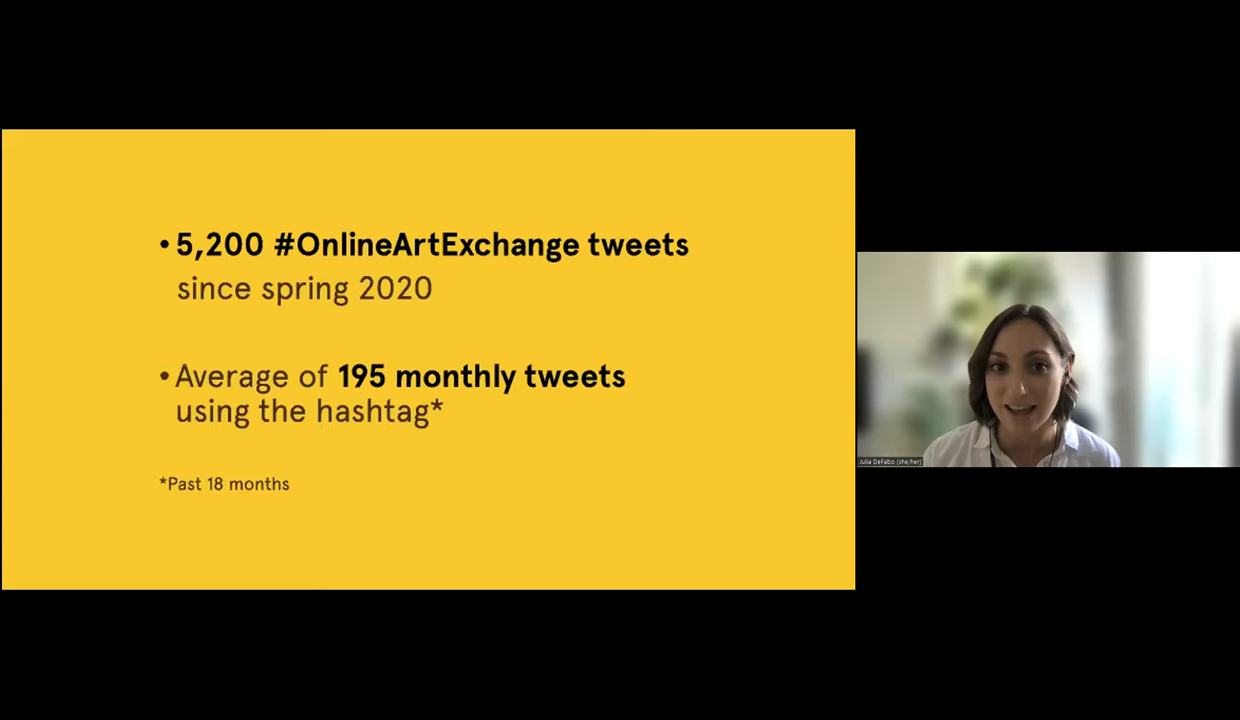 • 5,200 #OnlineArtExchange tweets
since spring 2020
• Average of 195 monthly tweets
using the hashtag*
*Past 18 months
Julia DeFabo (she/her)